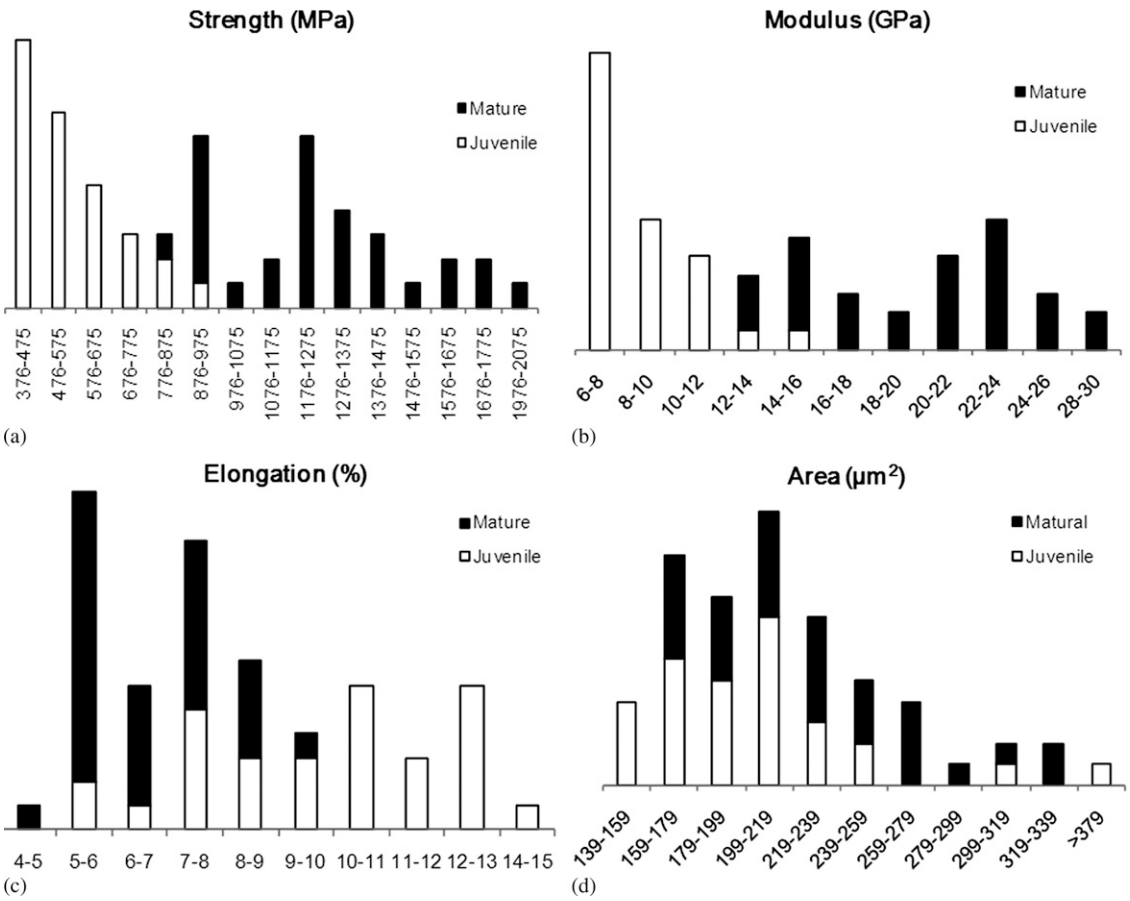 Strength (MPa)
Mature
Juvenile
376-475
476-575
576-675
676-775
776-875
876-975
976-1075
1076-1175
1176-1275
1276-1375
1376-1475
1476-1575
1576-1675
1676-1775
1976-2075
(a)
Modulus (GPa)
Mature
Juvenile
6-8
8-10
10-12
12-14
14-16
16-18
18-20
20-22
22-24
24-26
28-30
(b)
Elongation (%)
Mature
Juvenile
4-5 5-6 6-7 7-8 8-9 9-10 10-11 11-12 12-13 14-15
(c)
Area (µm²)
Matural
Juvenile
139-159
159-179
179-199
199-219
219-239
239-259
259-279
279-299
299-319
319-339
>379
(d)